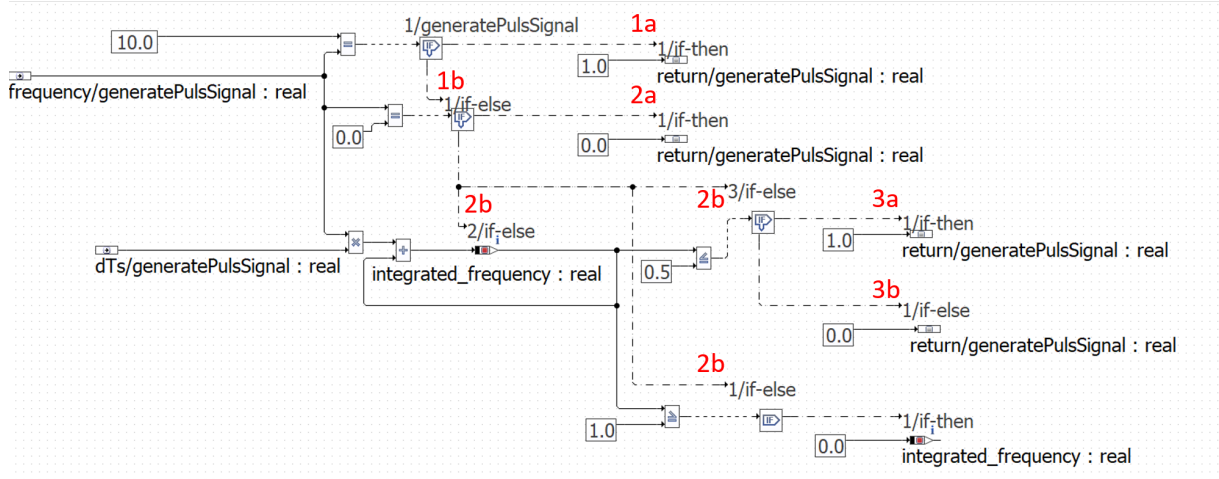 1/generatePulsSignal
1a
10.0
=
IF
1/if-then
1.0
return/generatePulsSignal : real
frequency/generatePulsSignal : real
1b
1/if-else
2a
=
IF
1/if-then
0.0
0.0
return/generatePulsSignal : real
2b
2b
3/if-else
3a
2/if-else
i
IF
1/if-then
×
+
1.0
return/generatePulsSignal : real
dTs/generatePulsSignal : real
integrated_frequency : real
≤
0.5
3b
1/if-else
0.0
return/generatePulsSignal : real
2b
1/if-else
≥
IF
1/if-then
1.0
i
0.0
integrated_frequency : real